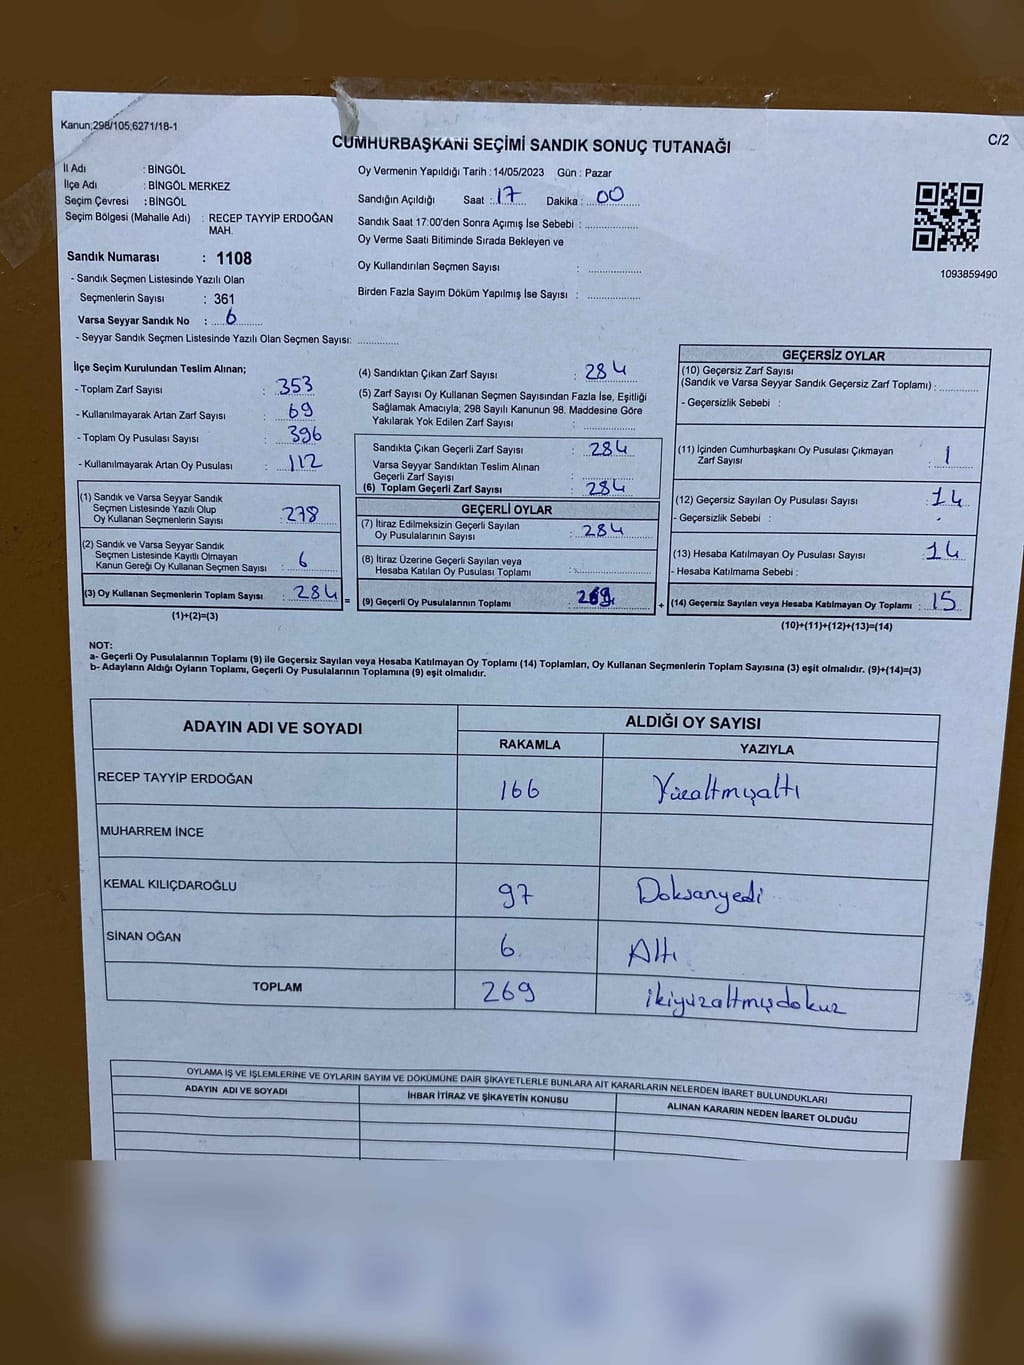 Kanun;298/105,6271/18-1
C/2
CUMHURBAŞKANI SEÇİMİ SANDIK SONUÇ TUTANAĞI
İl Adı : BİNGÖL
İlçe Adı : BİNGÖL MERKEZ
Seçim Çevresi : BİNGÖL
Seçim Bölgesi (Mahalle Adı) : RECEP TAYYİP ERDOĞAN
MAH.
Sandık Numarası : 1108
- Sandık Seçmen Listesinde Yazılı Olan
Seçmenlerin Sayısı : 361
Varsa Seyyar Sandık No : 6
- Seyyar Sandık Seçmen Listesinde Yazılı Olan Seçmen Sayısı: ..............
Oy Vermenin Yapıldığı Tarih : 14/05/2023 Gün : Pazar
Sandığın Açıldığı Saat : 17 Dakika : 00
Sandık Saat 17:00'den Sonra Açımış İse Sebebi : ..................
Oy Verme Saati Bitiminde Sırada Bekleyen ve
Oy Kullandırılan Seçmen Sayısı : ..................
Birden Fazla Sayım Döküm Yapılmış İse Sayısı : ..................
1093859490
İlçe Seçim Kurulundan Teslim Alınan;
- Toplam Zarf Sayısı : 353
- Kullanılmayarak Artan Zarf Sayısı : 69
- Toplam Oy Pusulası Sayısı : 396
- Kullanılmayarak Artan Oy Pusulası : 112
(1) Sandık ve Varsa Seyyar Sandık
Seçmen Listesinde Yazılı Olup
Oy Kullanan Seçmenlerin Sayısı : 278
(2) Sandık ve Varsa Seyyar Sandık
Seçmen Listesinde Kayıtlı Olmayan
Kanun Gereği Oy Kullanan Seçmen Sayısı : 6
(3) Oy Kullanan Seçmenlerin Toplam Sayısı : 284 =
(1)+(2)=(3)
(4) Sandıktan Çıkan Zarf Sayısı : 284
(5) Zarf Sayısı Oy Kullanan Seçmen Sayısından Fazla İse, Eşitliği
Sağlamak Amacıyla; 298 Sayılı Kanunun 98. Maddesine Göre
Yakılarak Yok Edilen Zarf Sayısı : ..................
Sandıkta Çıkan Geçerli Zarf Sayısı : 284
Varsa Seyyar Sandıktan Teslim Alınan
Geçerli Zarf Sayısı : ..................
(6) Toplam Geçerli Zarf Sayısı : 284
GEÇERLİ OYLAR
(7) İtiraz Edilmeksizin Geçerli Sayılan
Oy Pusulalarının Sayısı : 284
(8) İtiraz Üzerine Geçerli Sayılan veya
Hesaba Katılan Oy Pusulası Toplamı : ..................
(9) Geçerli Oy Pusulalarının Toplamı : 269 +
GEÇERSİZ OYLAR
(10) Geçersiz Zarf Sayısı
(Sandık ve Varsa Seyyar Sandık Geçersiz Zarf Toplamı) : ............
- Geçersizlik Sebebi :
(11) İçinden Cumhurbaşkanı Oy Pusulası Çıkmayan
Zarf Sayısı : 1
(12) Geçersiz Sayılan Oy Pusulası Sayısı : 14
- Geçersizlik Sebebi :
(13) Hesaba Katılmayan Oy Pusulası Sayısı : 14
- Hesaba Katılmama Sebebi :
(14) Geçersiz Sayılan veya Hesaba Katılmayan Oy Toplamı : 15
(10)+(11)+(12)+(13)=(14)
NOT:
a- Geçerli Oy Pusulalarının Toplamı (9) ile Geçersiz Sayılan veya Hesaba Katılmayan Oy Toplamı (14) Toplamları, Oy Kullanan Seçmenlerin Toplam Sayısına (3) eşit olmalıdır. (9)+(14)=(3)
b- Adayların Aldığı Oyların Toplamı, Geçerli Oy Pusulalarının Toplamına (9) eşit olmalıdır.
ADAYIN ADI VE SOYADI ALDIĞI OY SAYISI
RAKAMLA YAZIYLA
RECEP TAYYİP ERDOĞAN 166 Yüzaltmışaltı
MUHARREM İNCE
KEMAL KILIÇDAROĞLU 97 Doksanyedi
SİNAN OĞAN 6 Altı
TOPLAM 269 ikiyüzaltmışdokuz
OYLAMA İŞ VE İŞLEMLERİNE VE OYLARIN SAYIM VE DÖKÜMÜNE DAİR ŞİKAYETLERLE BUNLARA AİT KARARLARIN NELERDEN İBARET BULUNDUKLARI
ADAYIN ADI VE SOYADI İHBAR İTİRAZ VE ŞİKAYETİN KONUSU ALINAN KARARIN NEDEN İBARET OLDUĞU